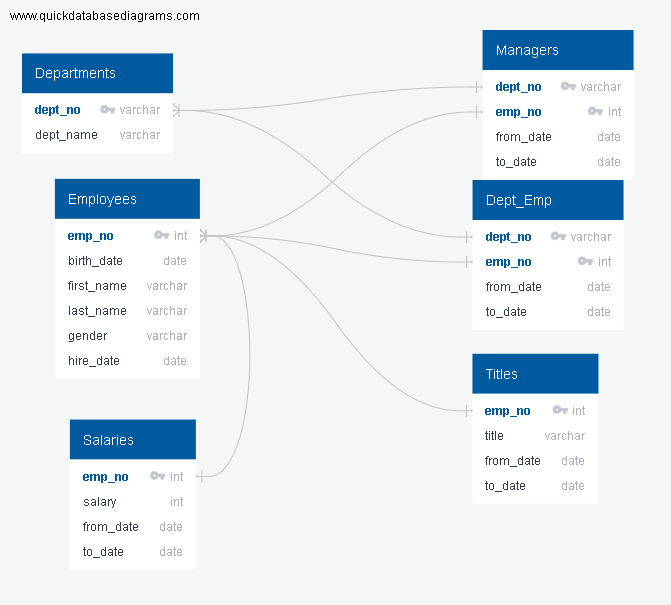 www.quickdatabasediagrams.com
Departments
dept_no varchar
dept_name varchar
Employees
emp_no int
birth_date date
first_name varchar
last_name varchar
gender varchar
hire_date date
Salaries
emp_no int
salary int
from_date date
to_date date
Managers
dept_no varchar
emp_no int
from_date date
to_date date
Dept_Emp
dept_no varchar
emp_no int
from_date date
to_date date
Titles
emp_no int
title varchar
from_date date
to_date date